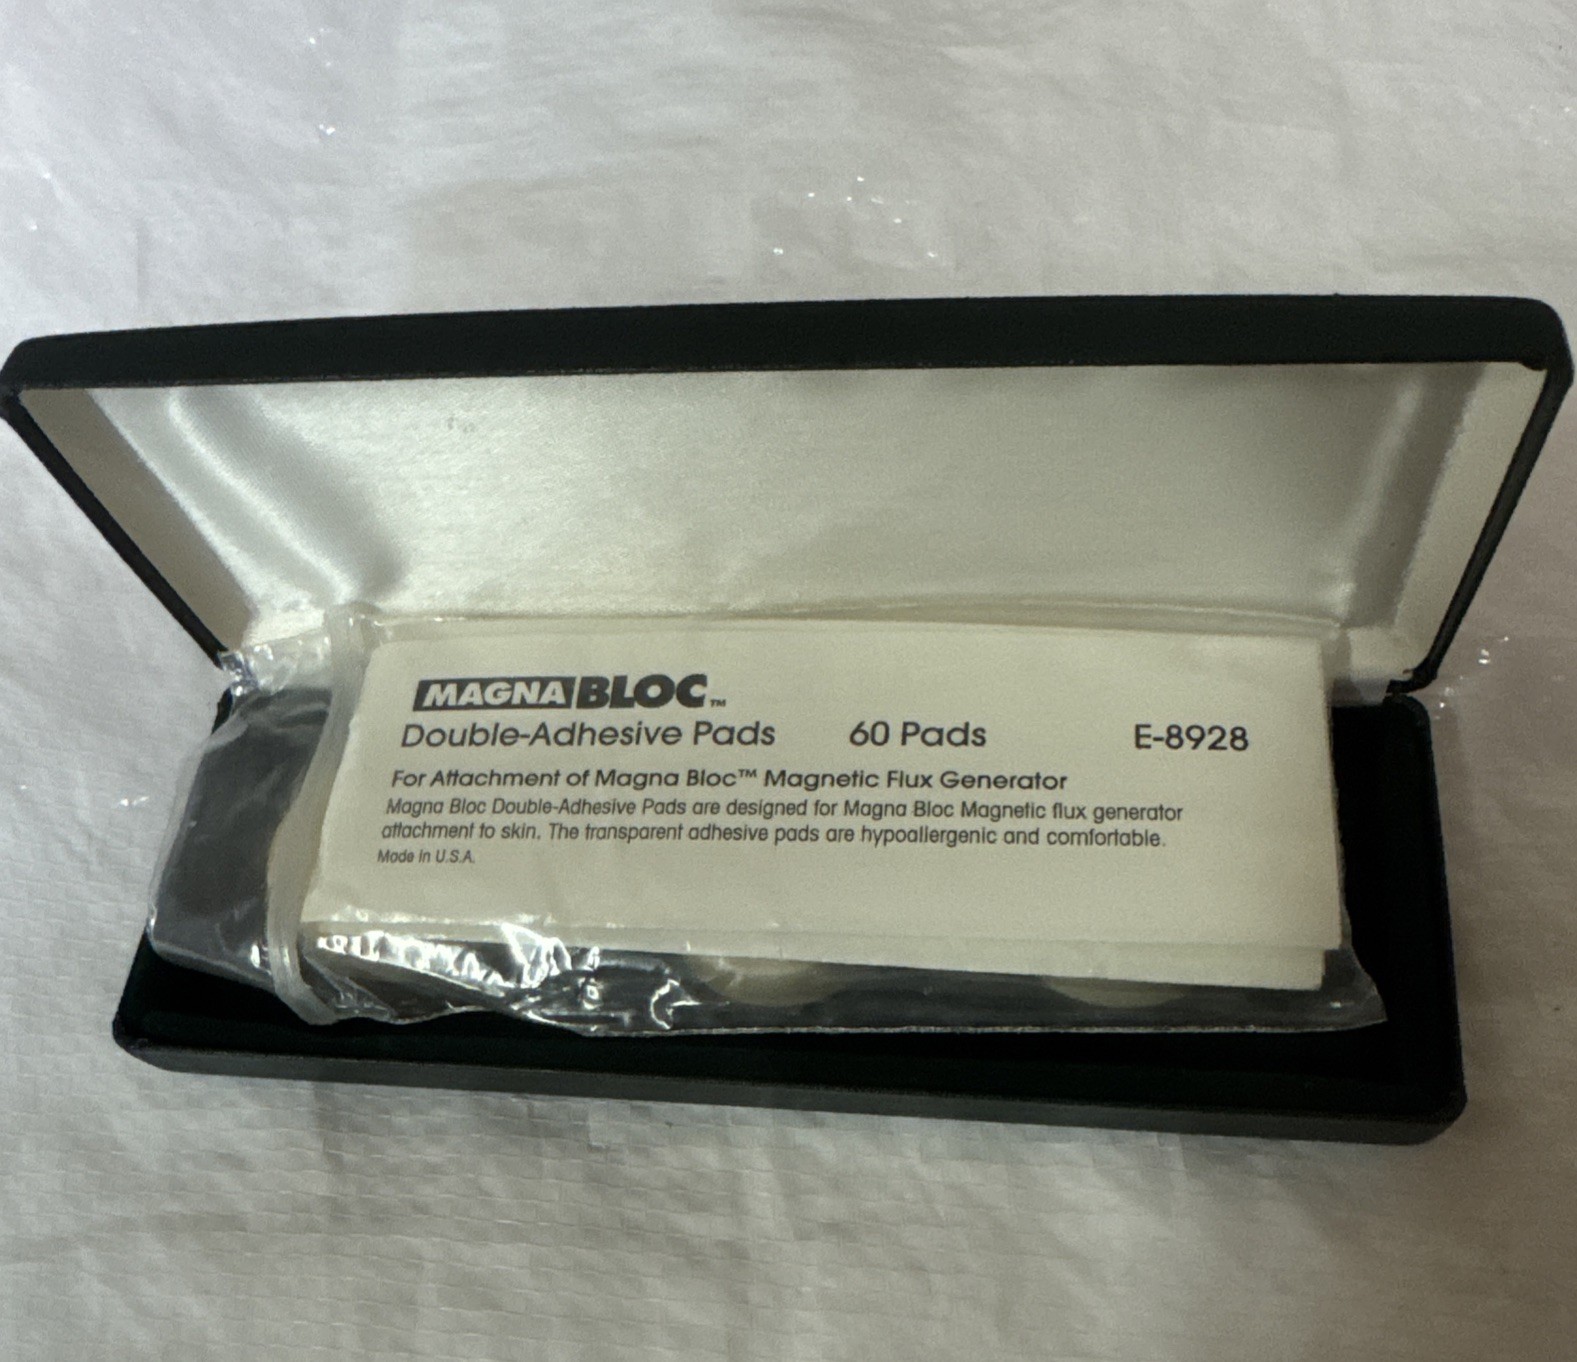 MAGNABLOC™
Double-Adhesive Pads 60 Pads E-8928
For Attachment of Magna Bloc™ Magnetic Flux Generator
Magna Bloc Double-Adhesive Pads are designed for Magna Bloc Magnetic flux generator
attachment to skin. The transparent adhesive pads are hypoallergenic and comfortable.
Made in U.S.A.